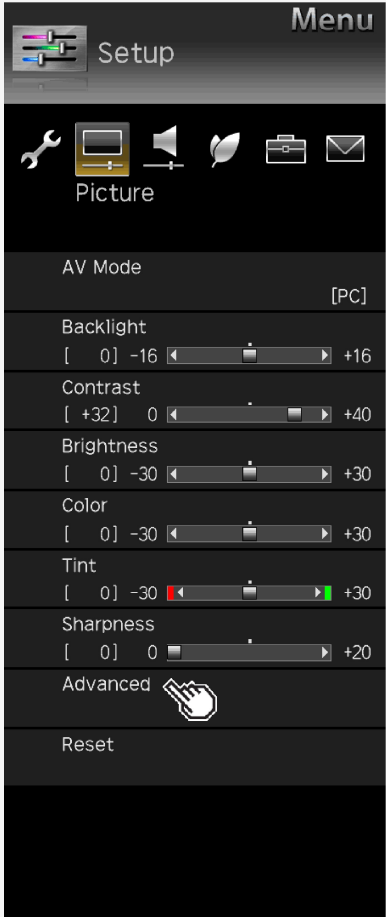 Menu
Setup
Picture
AV Mode
[PC]
Backlight
[ 0] -16 +16
Contrast
[ +32] 0 +40
Brightness
[ 0] -30 +30
Color
[ 0] -30 +30
Tint
[ 0] -30 +30
Sharpness
[ 0] 0 +20
Advanced
Reset